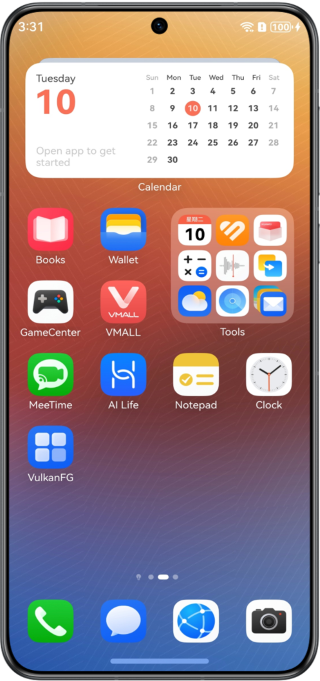 3:31
100
Tuesday
10
Open app to get
started
Sun Mon Tue Wed Thu Fri Sat
1 2 3 4 5 6 7
8 9 10 11 12 13 14
15 16 17 18 19 20 21
22 23 24 25 26 27 28
29 30
Calendar
星期二
10
Books
Wallet
VMALL
GameCenter
VMALL
Tools
MeeTime
AI Life
Notepad
Clock
VulkanFG